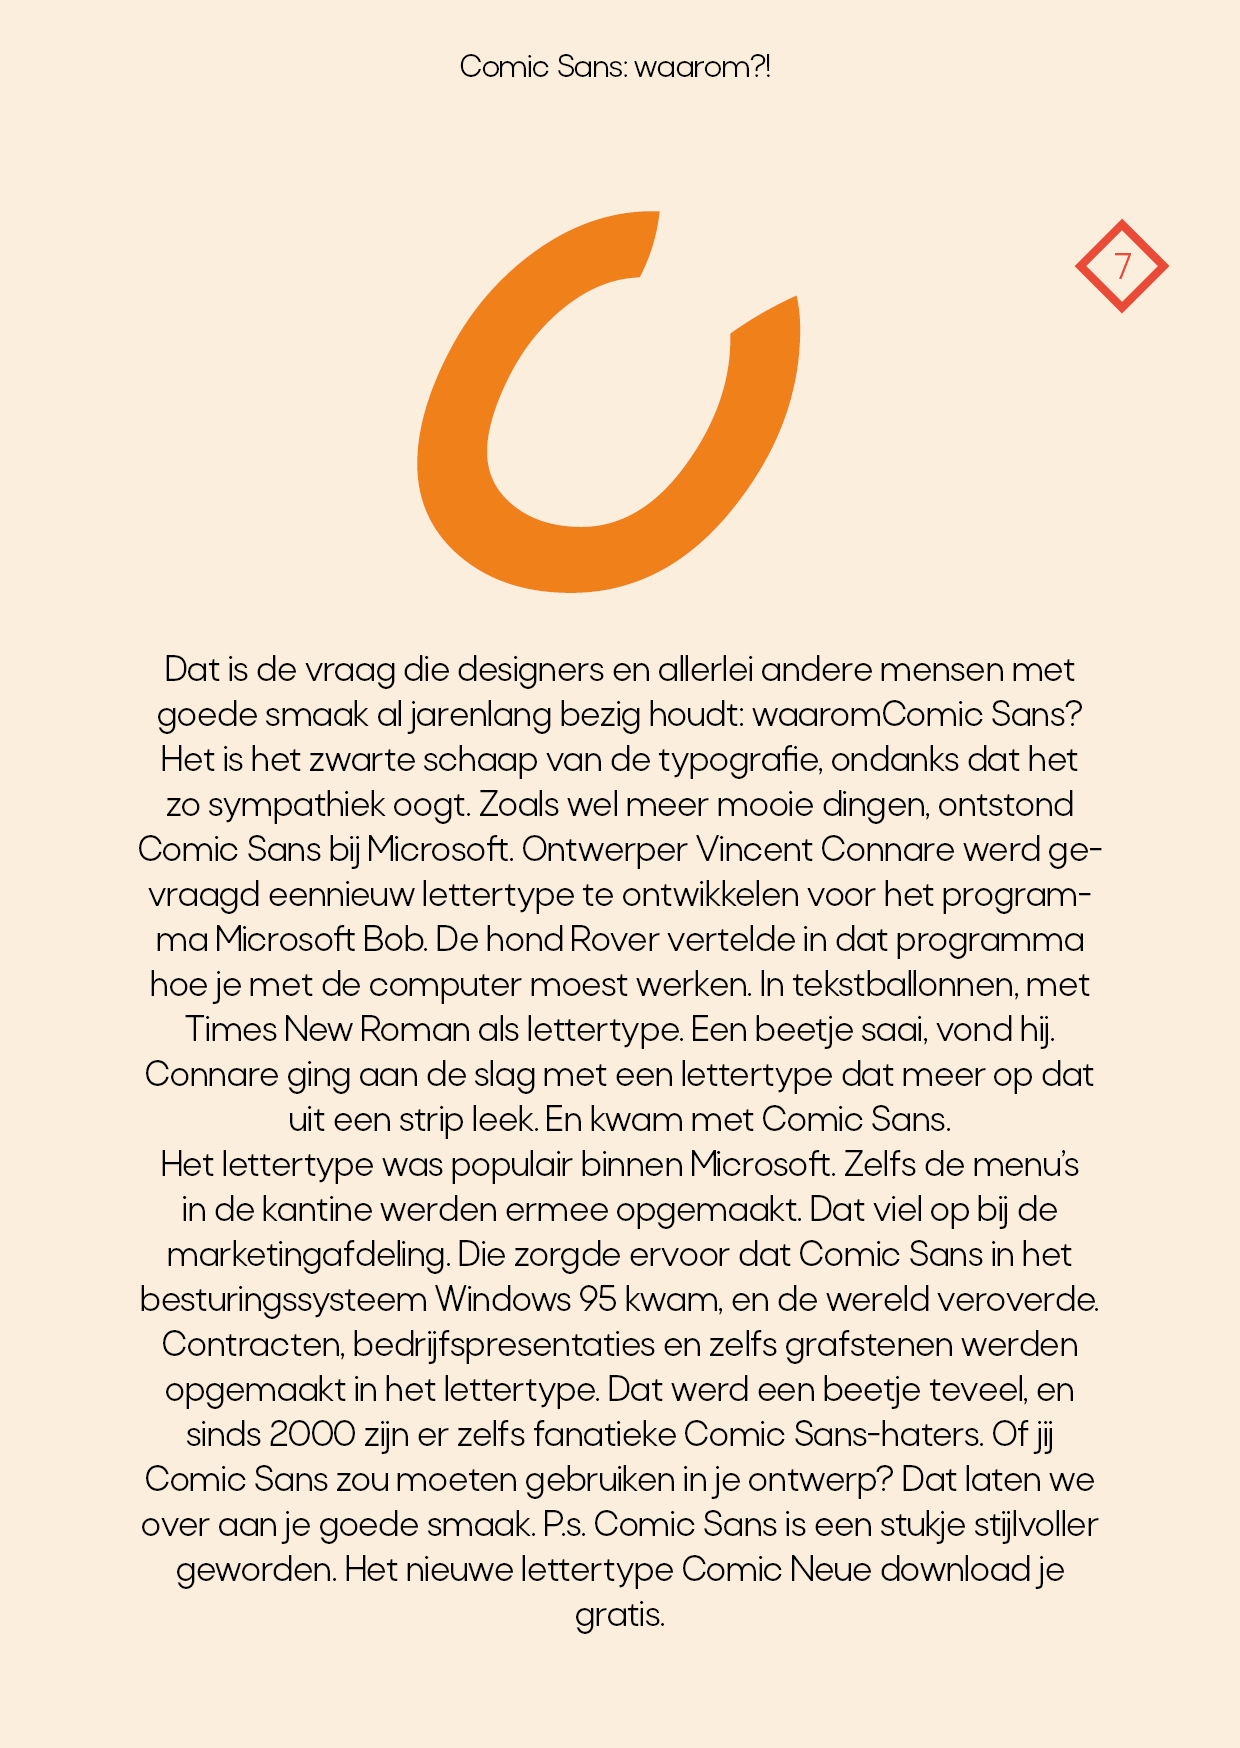 Comic Sans: waarom?!
7
Dat is de vraag die designers en allerlei andere mensen met
goede smaak al jarenlang bezig houdt: waaromComic Sans?
Het is het zwarte schaap van de typografie, ondanks dat het
zo sympathiek oogt. Zoals wel meer mooie dingen, ontstond
Comic Sans bij Microsoft. Ontwerper Vincent Connare werd ge-
vraagd eennieuw lettertype te ontwikkelen voor het program-
ma Microsoft Bob. De hond Rover vertelde in dat programma
hoe je met de computer moest werken. In tekstballonnen, met
Times New Roman als lettertype. Een beetje saai, vond hij.
Connare ging aan de slag met een lettertype dat meer op dat
uit een strip leek. En kwam met Comic Sans.
Het lettertype was populair binnen Microsoft. Zelfs de menu’s
in de kantine werden ermee opgemaakt. Dat viel op bij de
marketingafdeling. Die zorgde ervoor dat Comic Sans in het
besturingssysteem Windows 95 kwam, en de wereld veroverde.
Contracten, bedrijfspresentaties en zelfs grafstenen werden
opgemaakt in het lettertype. Dat werd een beetje teveel, en
sinds 2000 zijn er zelfs fanatieke Comic Sans-haters. Of jij
Comic Sans zou moeten gebruiken in je ontwerp? Dat laten we
over aan je goede smaak. P.s. Comic Sans is een stukje stijlvoller
geworden. Het nieuwe lettertype Comic Neue download je
gratis.